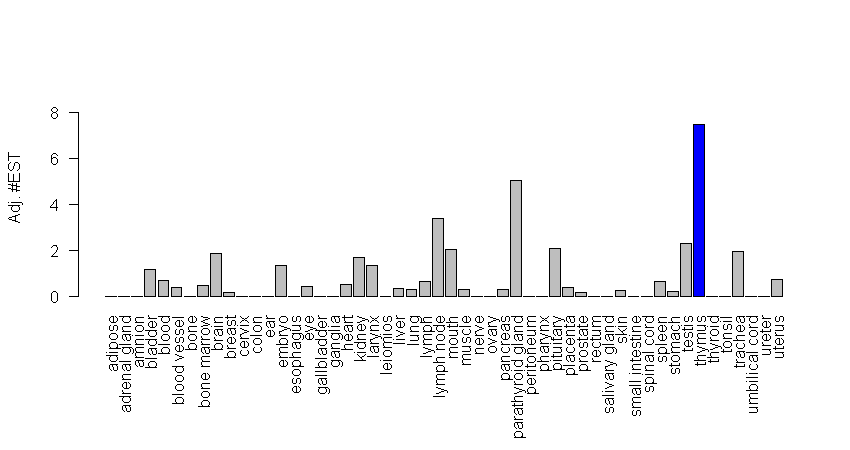 Adj. #EST
8
6
4
2
0
adipose
adrenal gland
amnion
bladder
blood
blood vessel
bone
bone marrow
brain
breast
cervix
colon
ear
embryo
esophagus
eye
gallbladder
ganglia
heart
kidney
larynx
leiomios
liver
lung
lymph
lymph node
mouth
muscle
nerve
ovary
pancreas
parathyroid gland
peritoneum
pharynx
pituitary
placenta
prostate
rectum
salivary gland
skin
small intestine
spinal cord
spleen
stomach
testis
thymus
thyroid
tonsil
trachea
umbilical cord
ureter
uterus